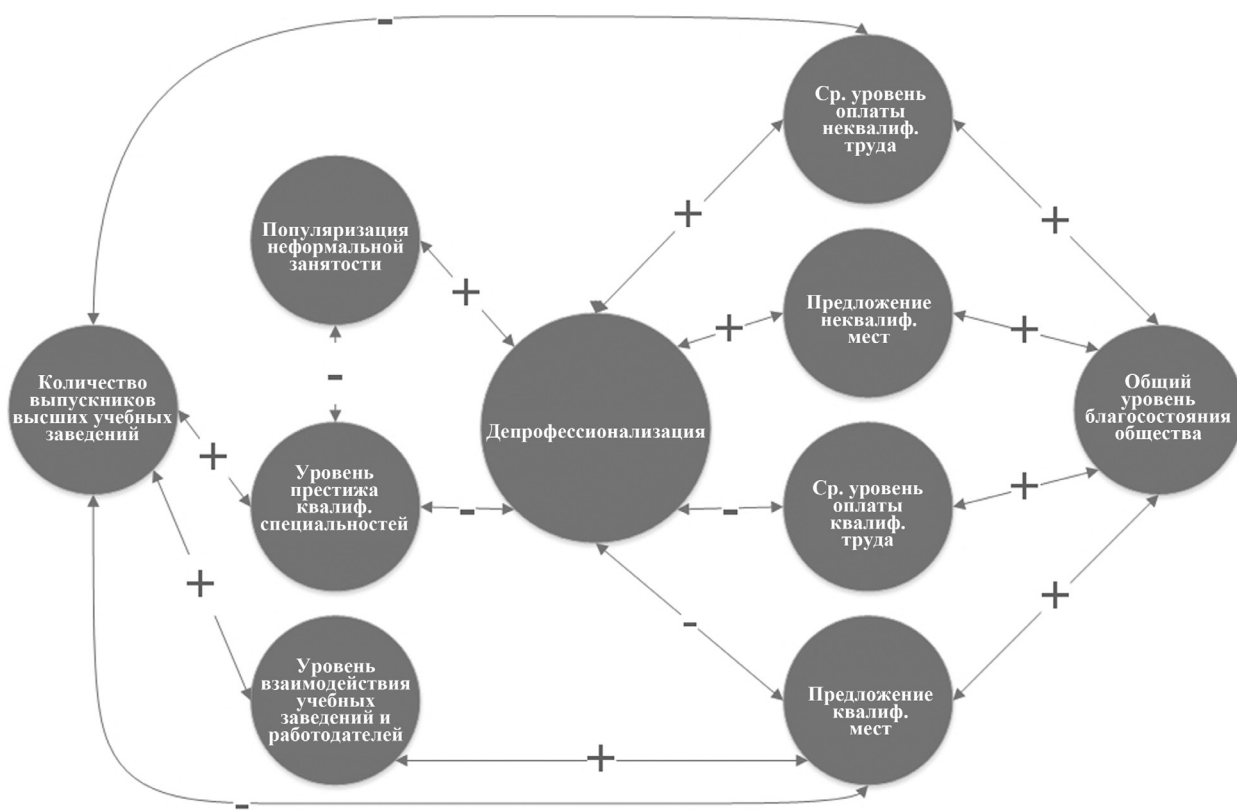 -
Ср. уровень
оплаты
неквалиф.
труда
+
+
Популяризация
неформальной
занятости
+
Предложение
неквалиф.
мест
+
+
-
Количество
выпускников
высших учебных
заведений
Депрофессионализация
Общий
уровень
благосостояния
общества
+
Уровень
престижа
квалиф.
специальностей
-
-
Ср. уровень
оплаты
квалиф.
труда
+
+
-
+
Уровень
взаимодействия
учебных
заведений и
работодателей
Предложение
квалиф.
мест
+
-